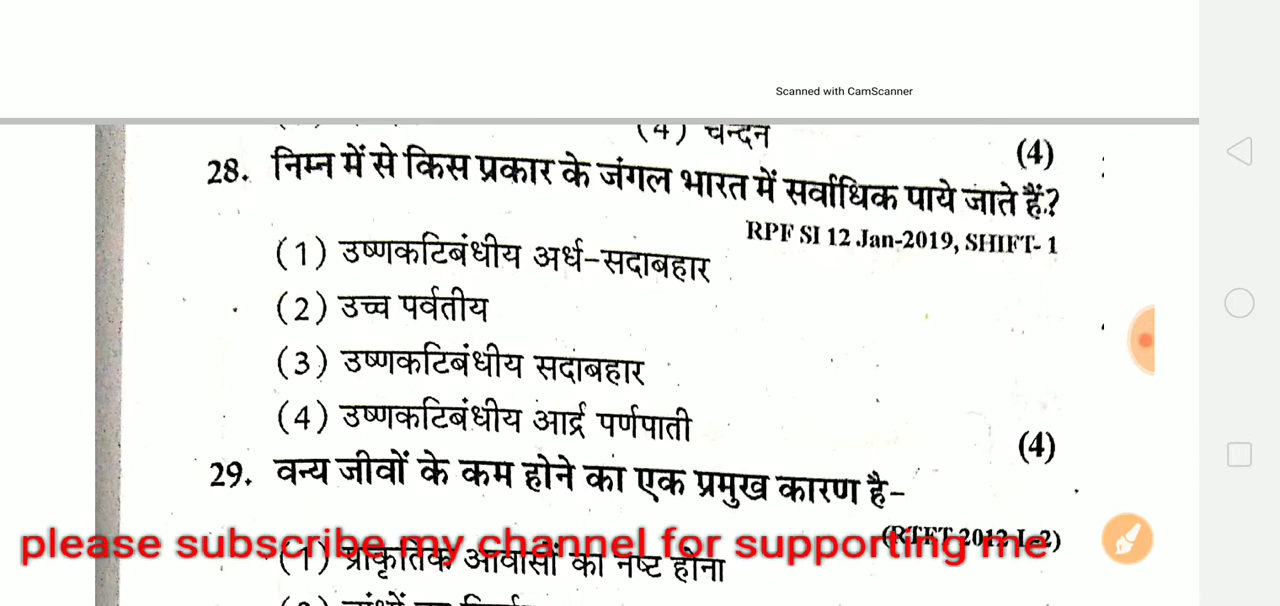 Scanned with CamScanner
(4) चन्दन
(4)
28. निम्न में से किस प्रकार के जंगल भारत में सर्वाधिक पाये जाते हैं?
RPF SI 12 Jan-2019, SHIFT- 1
(1) उष्णकटिबंधीय अर्ध-सदाबहार
(2) उच्च पर्वतीय
(3) उष्णकटिबंधीय सदाबहार
(4) उष्णकटिबंधीय आर्द्र पर्णपाती
(4)
29. वन्य जीवों के कम होने का एक प्रमुख कारण है-
2012
please subscribe my channel for supporting me
(1) प्राकृतिक आवासों का नष्ट होना